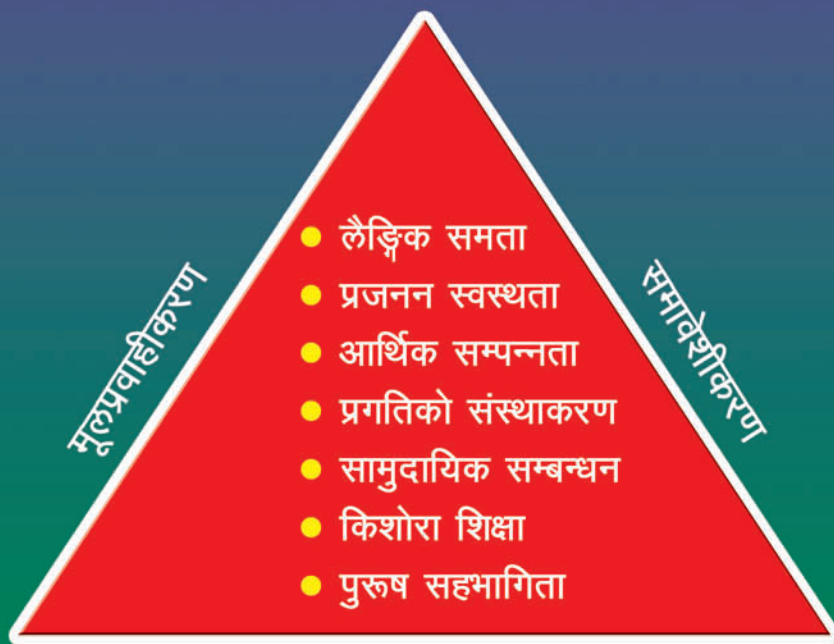 मूलप्रवाहीकरण
समावेशीकरण
लैङ्गिक समता
प्रजनन स्वस्थता
आर्थिक सम्पन्नता
प्रगतिको संस्थाकरण
सामुदायिक सम्बन्धन
किशोरा शिक्षा
पुरूष सहभागिता